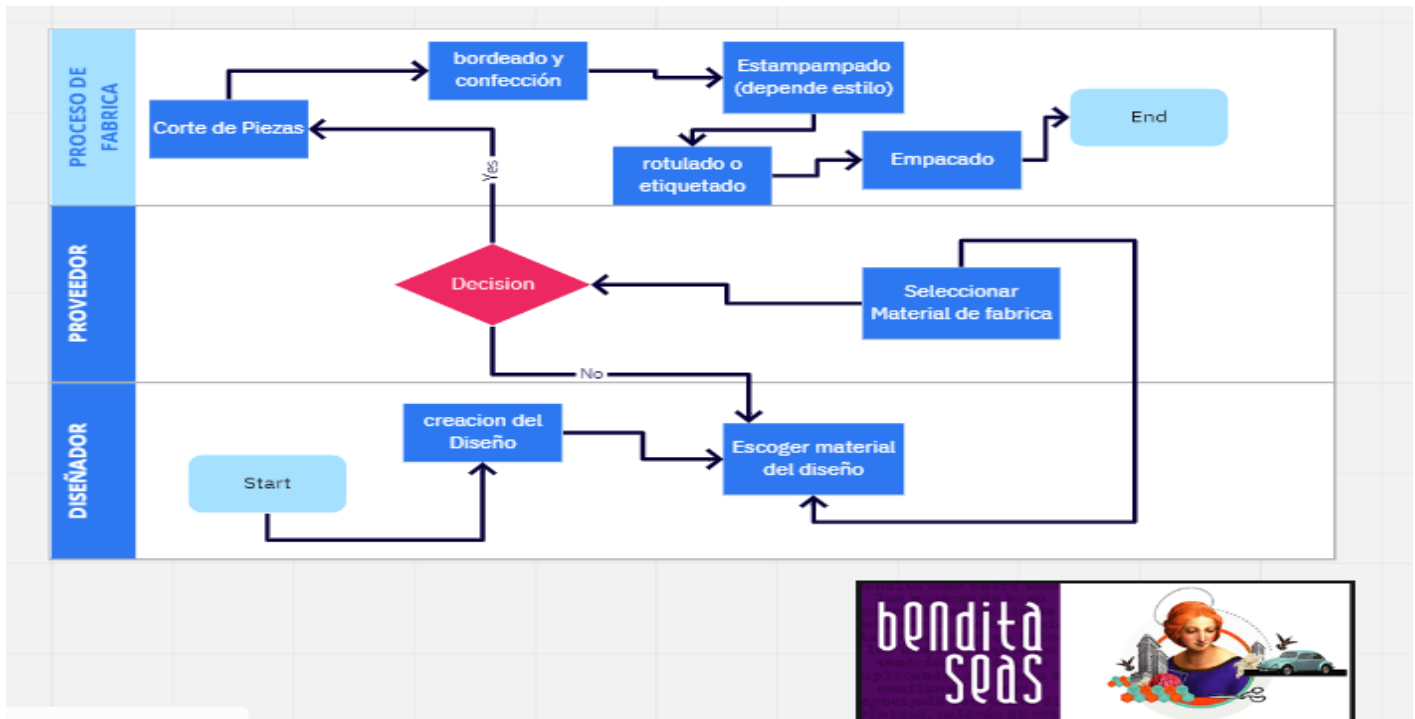 PROCESO DE
FABRICA
bordeado y
confección
Estampampado
(depende estilo)
Corte de Piezas
End
rotulado o
etiquetado
Empacado
Yes
PROVEEDOR
Decision
Seleccionar
Material de fabrica
No
DISEÑADOR
creacion del
Diseño
Escoger material
del diseño
Start
bendita
seas